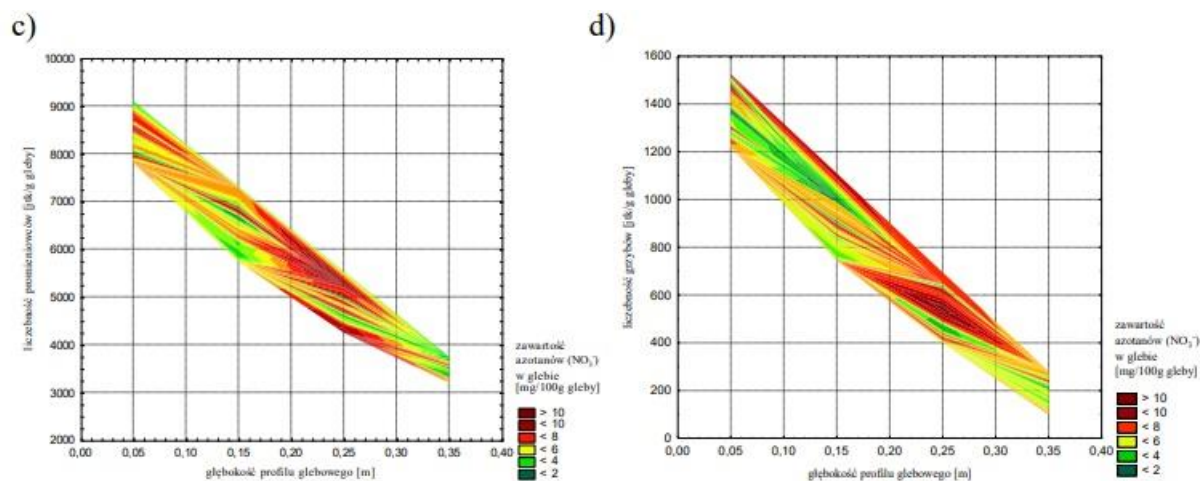 c)
10000
9000
8000
7000
6000
5000
4000
3000
2000
0,00 0,05 0,10 0,15 0,20 0,25 0,30 0,35 0,40
liczebność promieniowców [jtk/g gleby]
głębokość profilu glebowego [m]
zawartość
azotanów (NO₃⁻)
w glebie
[mg/100g gleby]
> 10
< 10
< 8
< 6
< 4
< 2
d)
1600
1400
1200
1000
800
600
400
200
0
0,00 0,05 0,10 0,15 0,20 0,25 0,30 0,35 0,40
liczebność grzybów [jtk/g gleby]
głębokość profilu glebowego [m]
zawartość
azotanów (NO₃⁻)
w glebie
[mg/100g gleby]
> 10
< 10
< 8
< 6
< 4
< 2